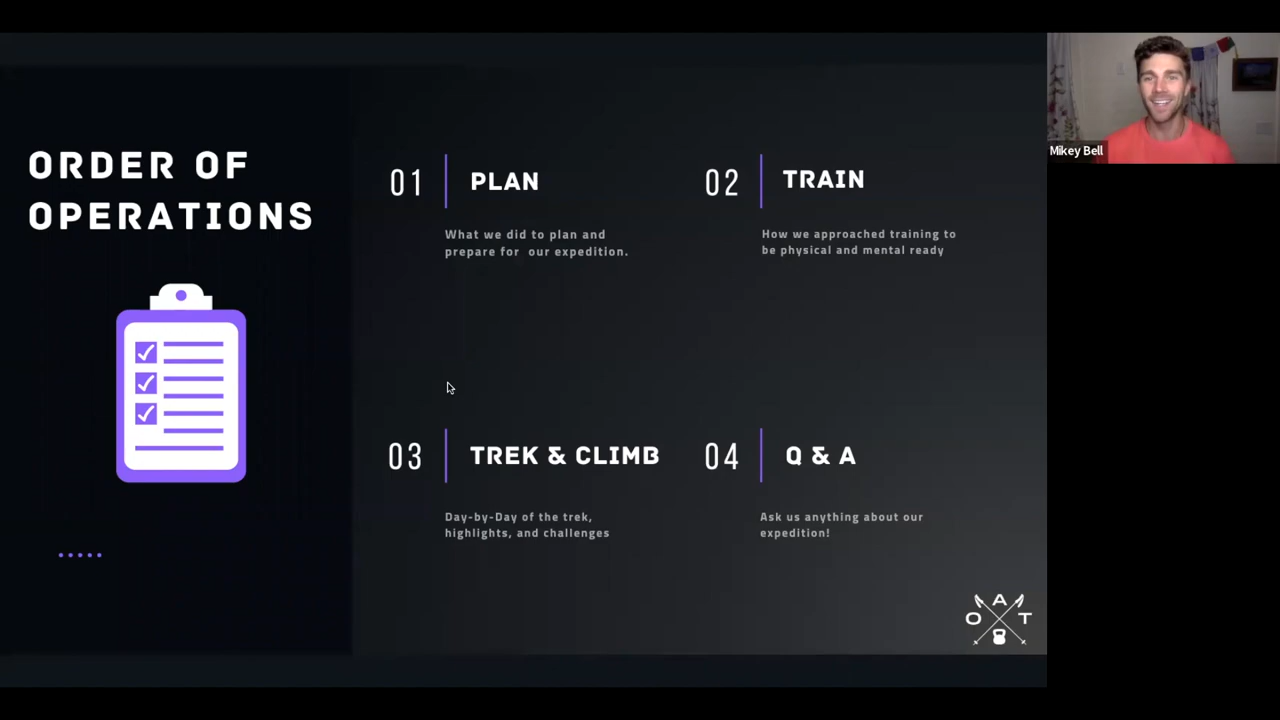 ORDER OF
OPERATIONS
01
PLAN
What we did to plan and
prepare for our expedition.
02
TRAIN
How we approached training to
be physical and mental ready
03
TREK & CLIMB
Day-by-Day of the trek,
highlights, and challenges
04
Q & A
Ask us anything about our
expedition!
O A T
Mikey Bell